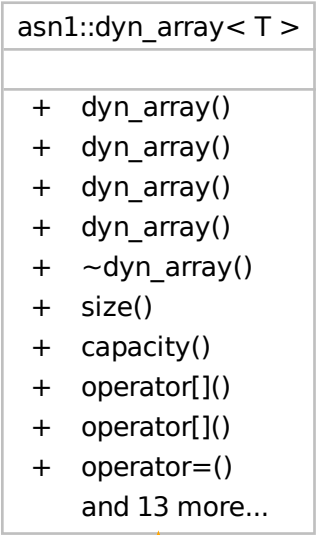 asn1::dyn_array< T >
+ dyn_array()
+ dyn_array()
+ dyn_array()
+ dyn_array()
+ ~dyn_array()
+ size()
+ capacity()
+ operator[]()
+ operator[]()
+ operator=()
and 13 more...